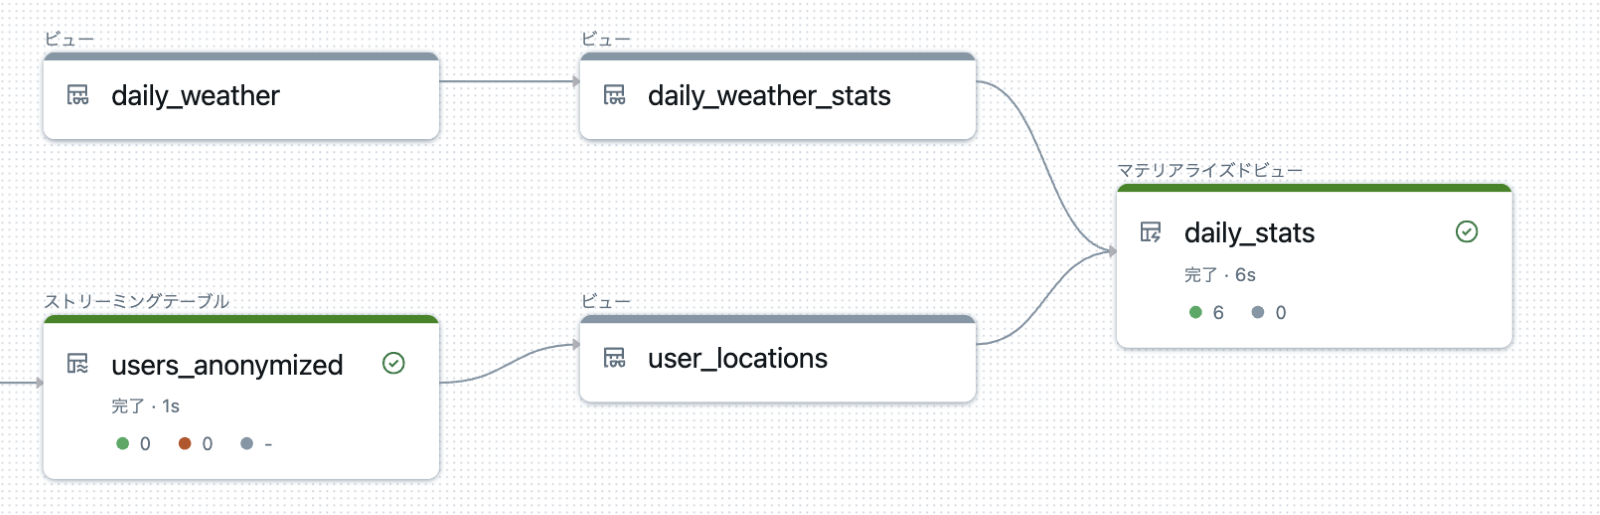 ビュー
daily_weather
ビュー
daily_weather_stats
マテリアライズドビュー
daily_stats
完了 · 6s
6 0
ストリーミングテーブル
users_anonymized
完了 · 1s
0 0 -
ビュー
user_locations